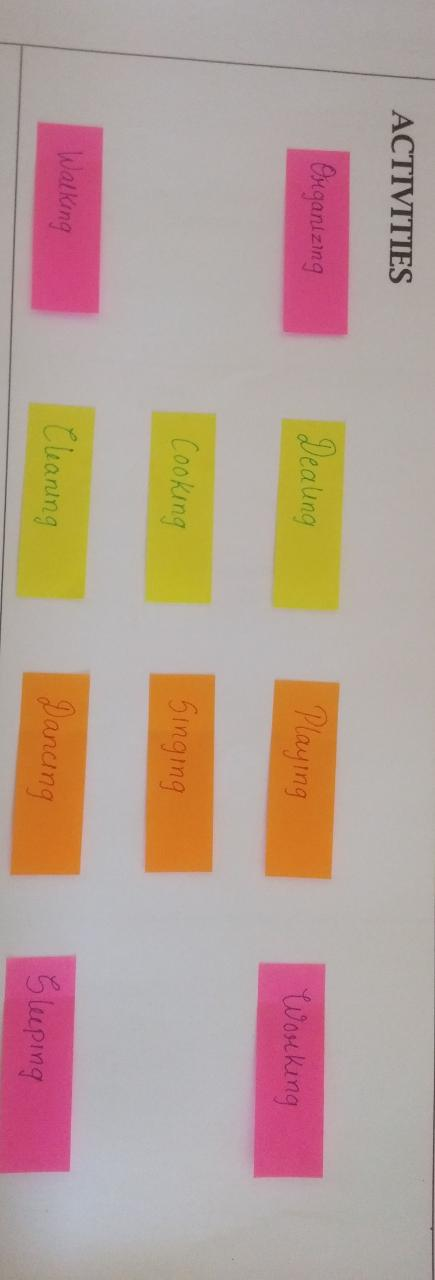 ACTIVITIES
Organizing
Dealing
Playing
Working
Cooking
Singing
Walking
Cleaning
Dancing
Sleeping